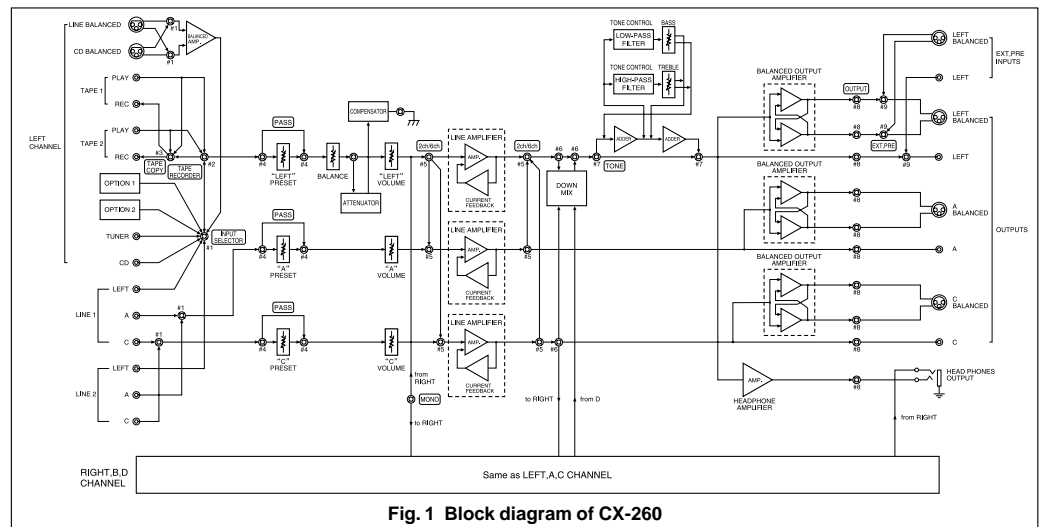 LINE BALANCED
CD BALANCED
#1
#1
BALANCED
AMP.
PLAY
TAPE 1
REC
PLAY
TAPE 2
REC
LEFT
CHANNEL
#3
#2
TAPE
COPY
TAPE
RECORDER
OPTION 1
OPTION 2
TUNER
CD
INPUT
SELECTOR
#1
LEFT
LINE 1
A
C
#1
#1
LEFT
LINE 2
A
C
PASS
#4
#4
"LEFT"
PRESET
BALANCE
COMPENSATOR
ATTENUATOR
"LEFT"
VOLUME
PASS
#4
#4
"A"
PRESET
"A"
VOLUME
PASS
#4
#4
"C"
PRESET
"C"
VOLUME
from
RIGHT
MONO
to RIGHT
2ch/6ch
#5
LINE AMPLIFIER
AMP.
CURRENT
FEEDBACK
2ch/6ch
#5
#6
#6
DOWN
MIX
LINE AMPLIFIER
AMP.
CURRENT
FEEDBACK
#5
#5
LINE AMPLIFIER
AMP.
CURRENT
FEEDBACK
#5
#6
to RIGHT
from D
TONE CONTROL
BASS
LOW-PASS
FILTER
TONE CONTROL
TREBLE
HIGH-PASS
FILTER
ADDER
ADDER
#7
TONE
#7
BALANCED OUTPUT
AMPLIFIER
OUTPUT
#8
#9
#8
#9
EXT,PRE
#8
#9
BALANCED OUTPUT
AMPLIFIER
#8
#8
#8
BALANCED OUTPUT
AMPLIFIER
#8
#8
#8
AMP.
HEADPHONE
AMPLIFIER
#8
from RIGHT
LEFT
BALANCED
EXT,PRE
INPUTS
LEFT
LEFT
BALANCED
LEFT
A
BALANCED
OUTPUTS
A
C
BALANCED
C
HEAD PHONES
OUTPUT
RIGHT,B,D
CHANNEL
Same as LEFT,A,C CHANNEL
Fig. 1 Block diagram of CX-260